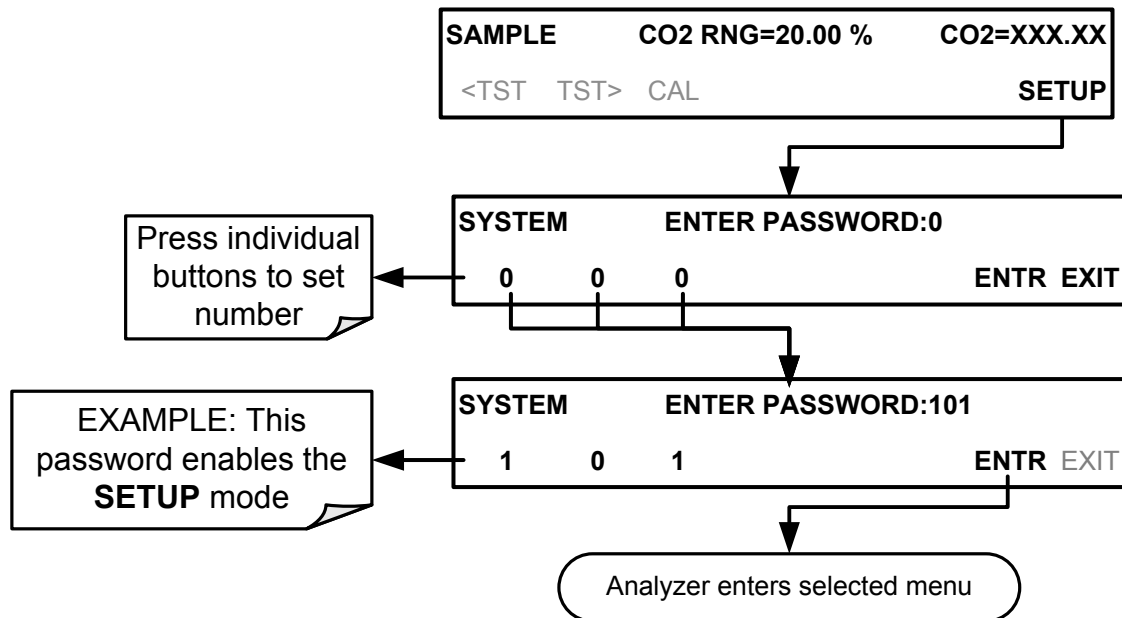 SAMPLE CO2 RNG=20.00 % CO2=XXX.XX
<TST TST> CAL SETUP
SYSTEM ENTER PASSWORD:0
0 0 0 ENTR EXIT
Press individual
buttons to set
number
SYSTEM ENTER PASSWORD:101
1 0 1 ENTR EXIT
EXAMPLE: This
password enables the
SETUP mode
Analyzer enters selected menu